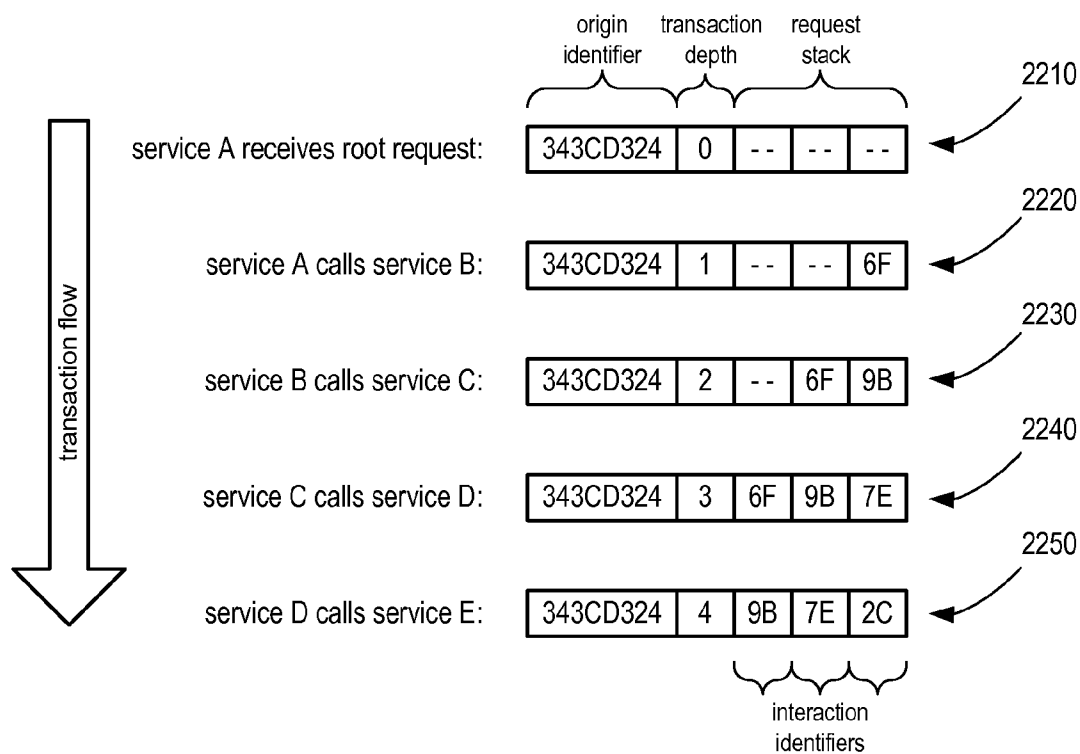 origin identifier
transaction depth
request stack
2210
service A receives root request: 343CD324 0 -- -- --
2220
service A calls service B: 343CD324 1 -- -- 6F
2230
service B calls service C: 343CD324 2 -- 6F 9B
2240
service C calls service D: 343CD324 3 6F 9B 7E
2250
service D calls service E: 343CD324 4 9B 7E 2C
interaction identifiers
transaction flow